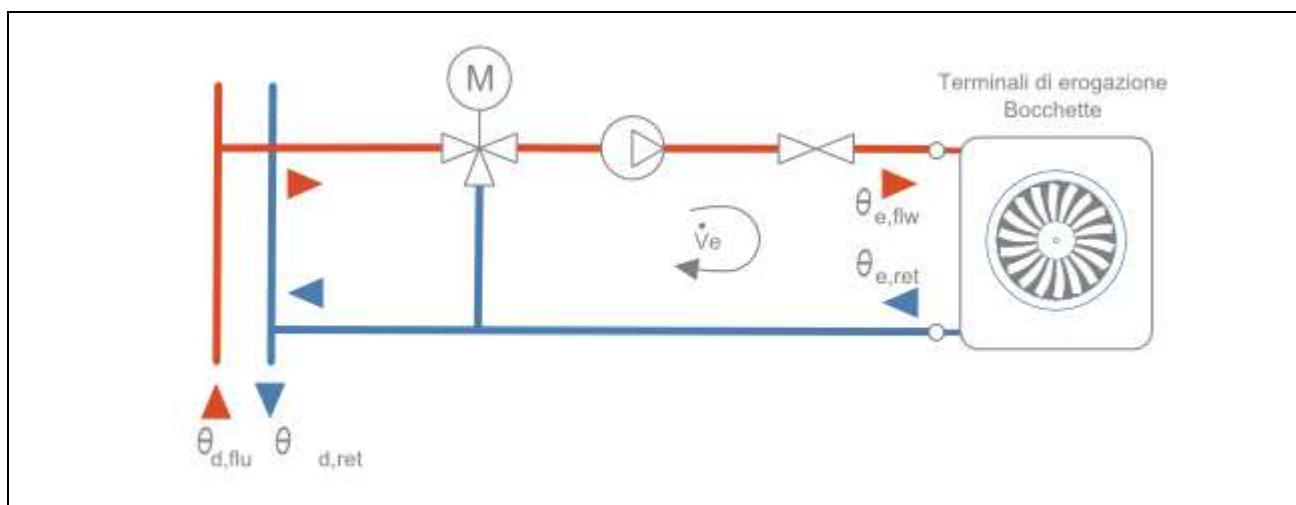 M
Terminali di erogazione
Bocchette
θe,flw
V̇e
θe,ret
θd,flu θ d,ret